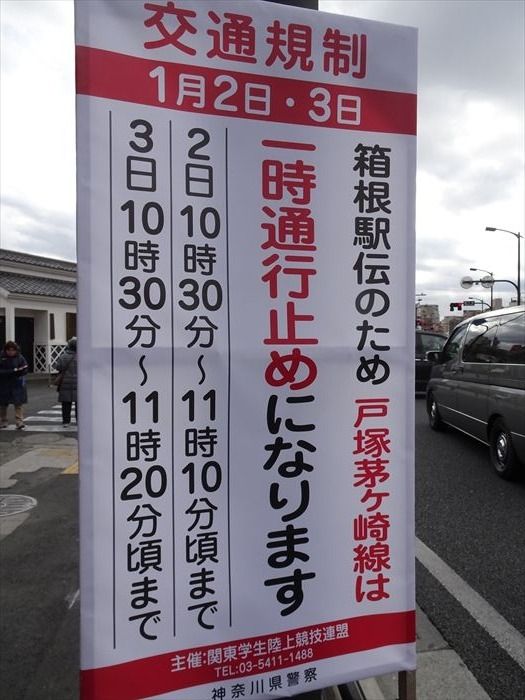 交通規制
1月2日・3日
箱根駅伝のため 戸塚茅ケ崎線は
一時通行止めになります
2日10時30分～11時10分頃まで
3日10時30分～11時20分頃まで
主催:関東学生陸上競技連盟
TEL:03-5411-1488
神奈川県警察